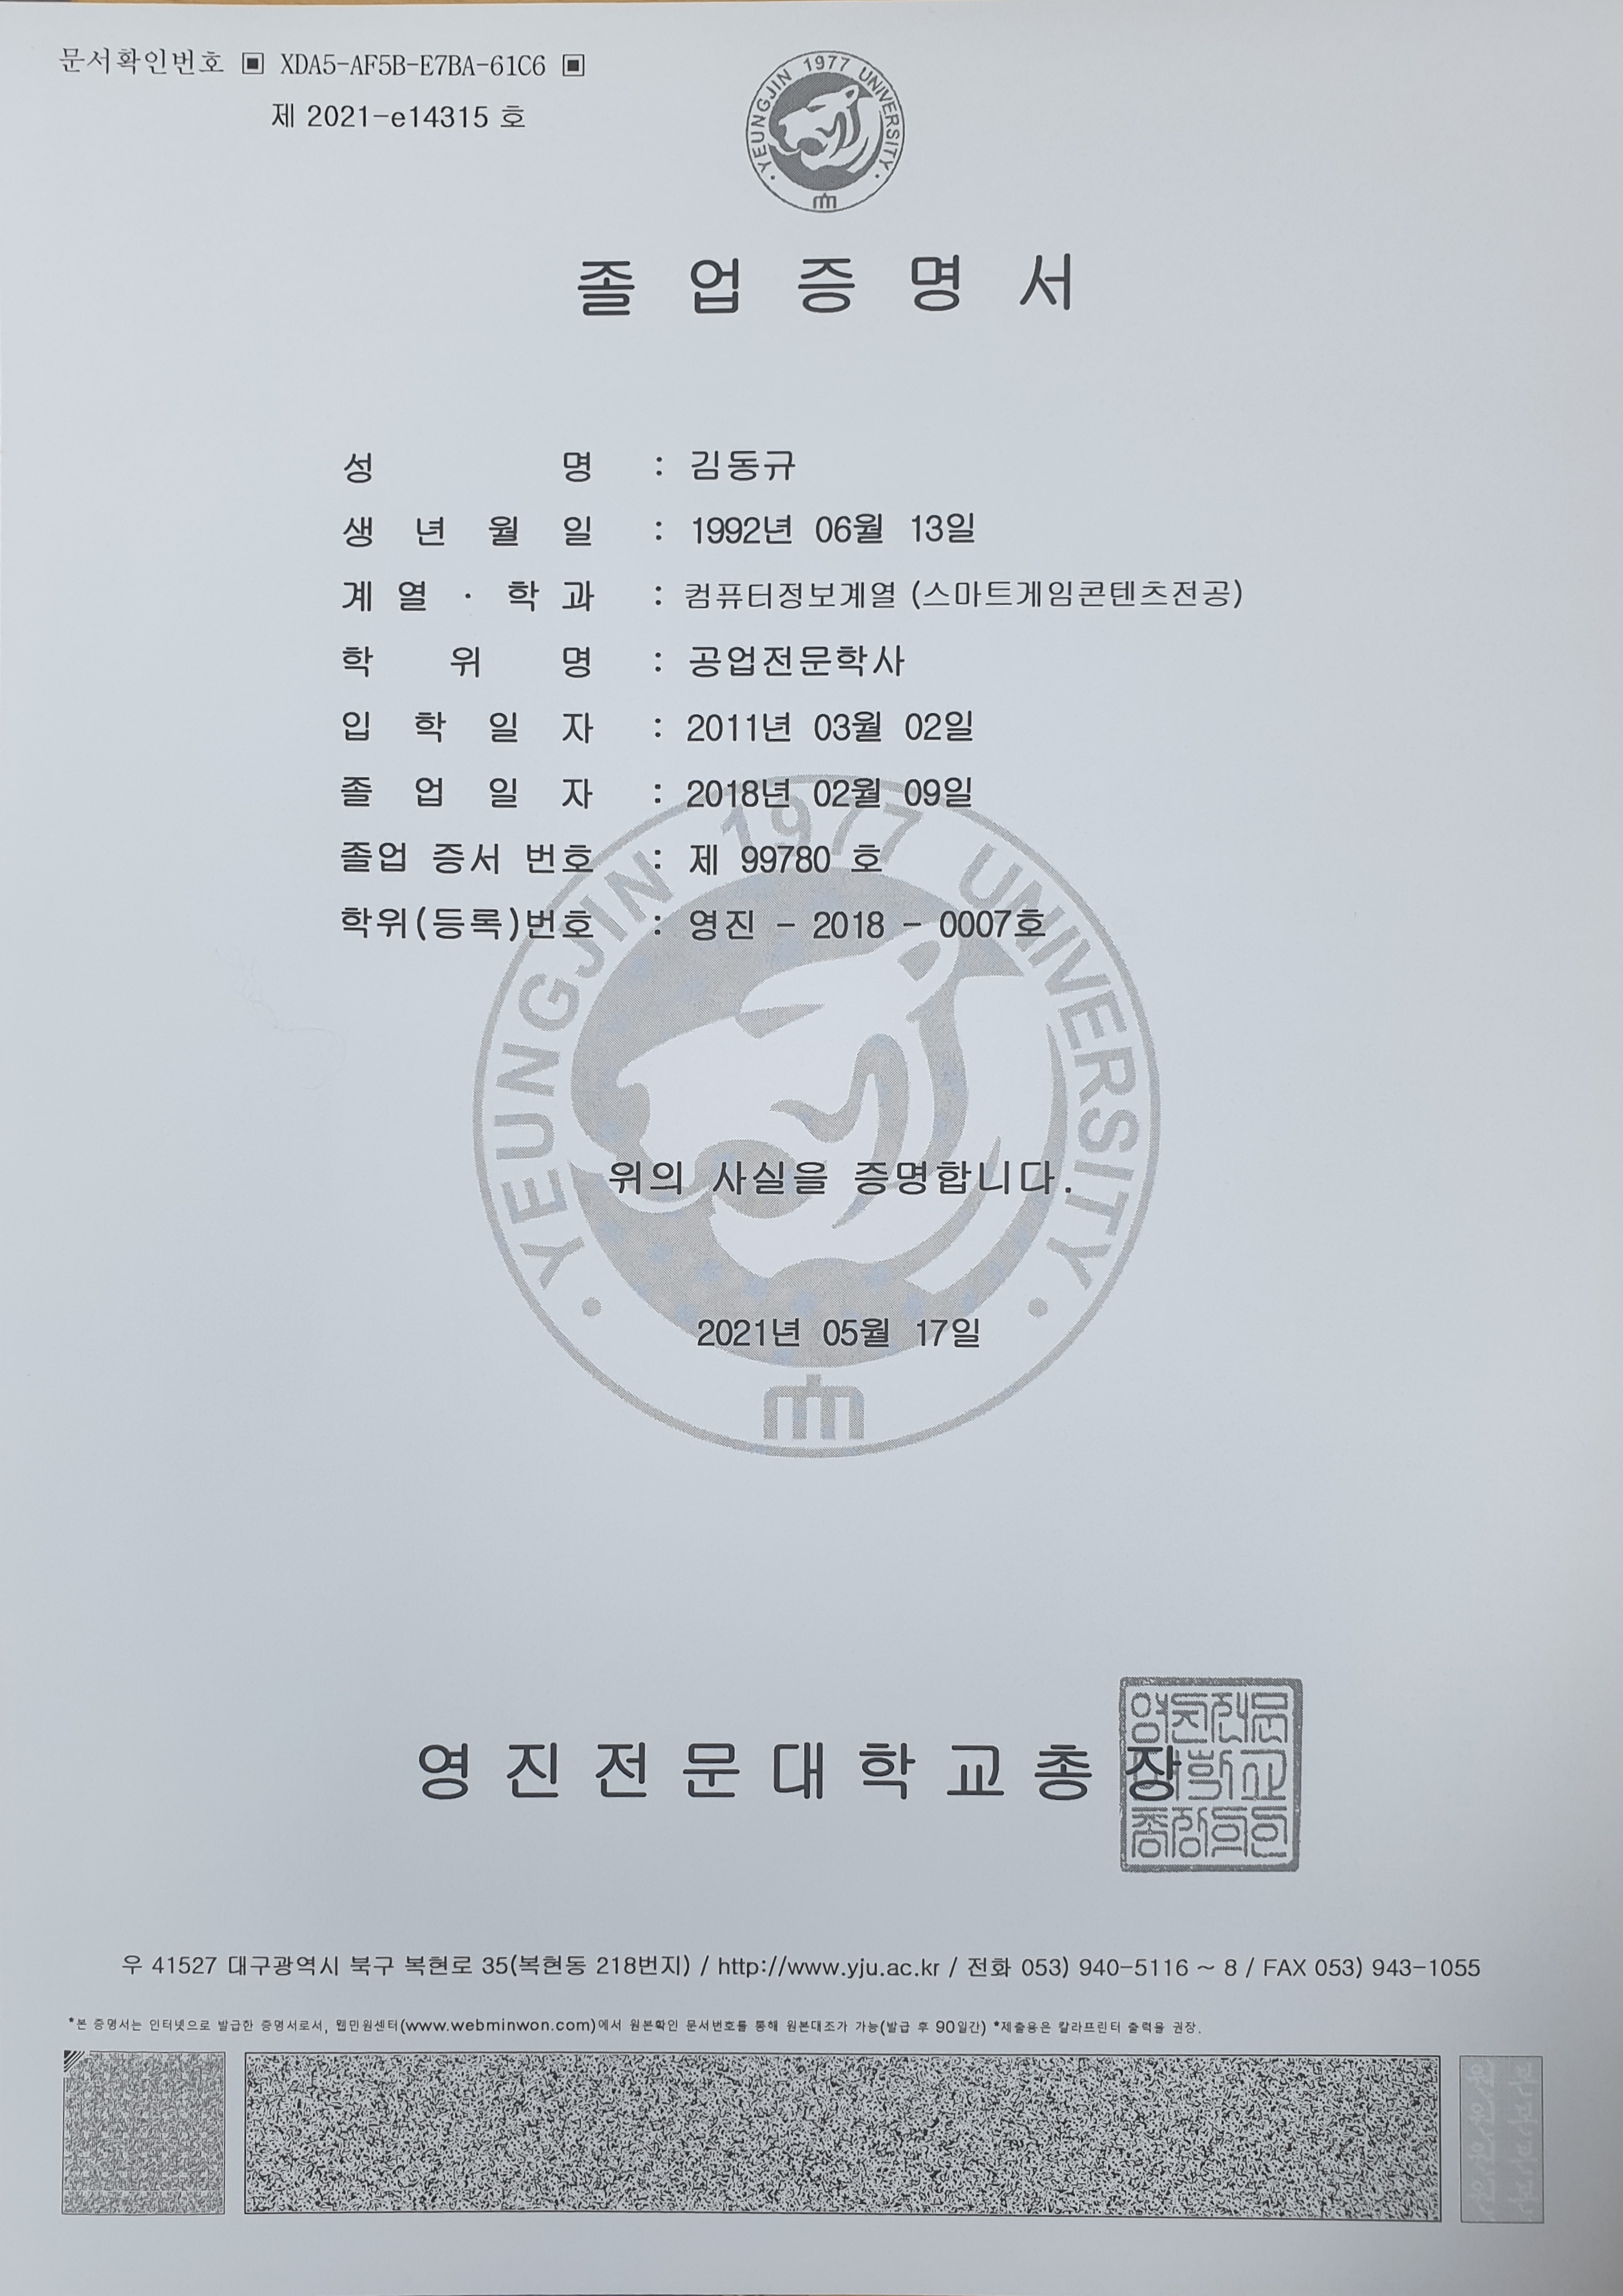 문서확인번호 ▣ XDA5-AF5B-E7BA-61C6 ▣
제 2021-e14315 호
YEUNGJIN 1977 UNIVERSITY
졸 업 증 명 서
성 명 : 김동규
생 년 월 일 : 1992년 06월 13일
계 열 · 학 과 : 컴퓨터정보계열 (스마트게임콘텐츠전공)
학 위 명 : 공업전문학사
입 학 일 자 : 2011년 03월 02일
졸 업 일 자 : 2018년 02월 09일
졸업 증서 번호 : 제 99780 호
학위(등록)번호 : 영진 - 2018 - 0007호
YEUNGJIN 1977 UNIVERSITY
위의 사실을 증명합니다.
2021년 05월 17일
영 진 전 문 대 학 교 총 장
우 41527 대구광역시 북구 복현로 35(복현동 218번지) / http://www.yju.ac.kr / 전화 053) 940-5116 ~ 8 / FAX 053) 943-1055
*본 증명서는 인터넷으로 발급한 증명서로서, 웹민원센터(www.webminwon.com)에서 원본확인 문서번호를 통해 원본대조가 가능(발급 후 90일간) *제출용은 칼라프린터 출력을 권장.